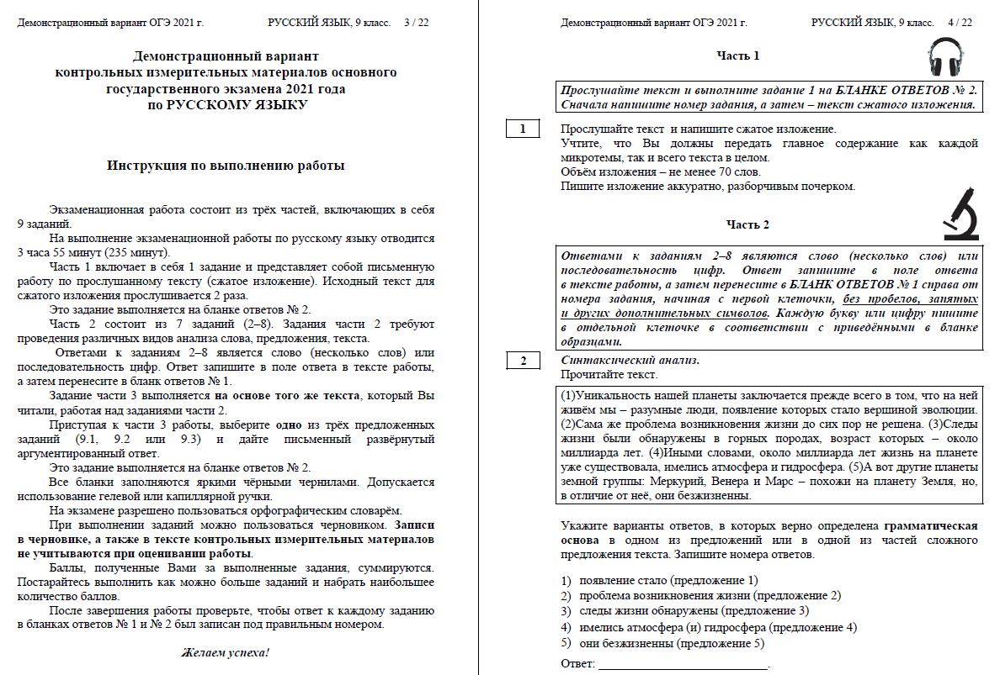 Демонстрационный вариант ОГЭ 2021 г. РУССКИЙ ЯЗЫК, 9 класс. 3 / 22
Демонстрационный вариант
контрольных измерительных материалов основного
государственного экзамена 2021 года
по РУССКОМУ ЯЗЫКУ
Инструкция по выполнению работы
Экзаменационная работа состоит из трёх частей, включающих в себя
9 заданий.
На выполнение экзаменационной работы по русскому языку отводится
3 часа 55 минут (235 минут).
Часть 1 включает в себя 1 задание и представляет собой письменную
работу по прослушанному тексту (сжатое изложение). Исходный текст для
сжатого изложения прослушивается 2 раза.
Это задание выполняется на бланке ответов № 2.
Часть 2 состоит из 7 заданий (2–8). Задания части 2 требуют
проведения различных видов анализа слова, предложения, текста.
Ответами к заданиям 2–8 является слово (несколько слов) или
последовательность цифр. Ответ запишите в поле ответа в тексте работы,
а затем перенесите в бланк ответов № 1.
Задание части 3 выполняется на основе того же текста, который Вы
читали, работая над заданиями части 2.
Приступая к части 3 работы, выберите одно из трёх предложенных
заданий (9.1, 9.2 или 9.3) и дайте письменный развёрнутый
аргументированный ответ.
Это задание выполняется на бланке ответов № 2.
Все бланки заполняются яркими чёрными чернилами. Допускается
использование гелевой или капиллярной ручки.
На экзамене разрешено пользоваться орфографическим словарём.
При выполнении заданий можно пользоваться черновиком. Записи
в черновике, а также в тексте контрольных измерительных материалов
не учитываются при оценивании работы.
Баллы, полученные Вами за выполненные задания, суммируются.
Постарайтесь выполнить как можно больше заданий и набрать наибольшее
количество баллов.
После завершения работы проверьте, чтобы ответ к каждому заданию
в бланках ответов № 1 и № 2 был записан под правильным номером.
Желаем успеха!
Демонстрационный вариант ОГЭ 2021 г. РУССКИЙ ЯЗЫК, 9 класс. 4 / 22
Часть 1
Прослушайте текст и выполните задание 1 на БЛАНКЕ ОТВЕТОВ № 2.
Сначала напишите номер задания, а затем – текст сжатого изложения.
1 Прослушайте текст и напишите сжатое изложение.
Учтите, что Вы должны передать главное содержание как каждой
микротемы, так и всего текста в целом.
Объём изложения – не менее 70 слов.
Пишите изложение аккуратно, разборчивым почерком.
Часть 2
Ответами к заданиям 2–8 являются слово (несколько слов) или
последовательность цифр. Ответ запишите в поле ответа
в тексте работы, а затем перенесите в БЛАНК ОТВЕТОВ № 1 справа от
номера задания, начиная с первой клеточки, без пробелов, запятых
и других дополнительных символов. Каждую букву или цифру пишите
в отдельной клеточке в соответствии с приведёнными в бланке
образцами.
2 Синтаксический анализ.
Прочитайте текст.
(1)Уникальность нашей планеты заключается прежде всего в том, что на ней
живём мы – разумные люди, появление которых стало вершиной эволюции.
(2)Сама же проблема возникновения жизни до сих пор не решена. (3)Следы
жизни были обнаружены в горных породах, возраст которых – около
миллиарда лет. (4)Иными словами, около миллиарда лет жизнь на планете
уже существовала, имелись атмосфера и гидросфера. (5)А вот другие планеты
земной группы: Меркурий, Венера и Марс – похожи на планету Земля, но,
в отличие от неё, они безжизненны.
Укажите варианты ответов, в которых верно определена грамматическая
основа в одном из предложений или в одной из частей сложного
предложения текста. Запишите номера ответов.
1) появление стало (предложение 1)
2) проблема возникновения жизни (предложение 2)
3) следы жизни обнаружены (предложение 3)
4) имелись атмосфера (и) гидросфера (предложение 4)
5) они безжизненны (предложение 5)
Ответ: ___________________________.